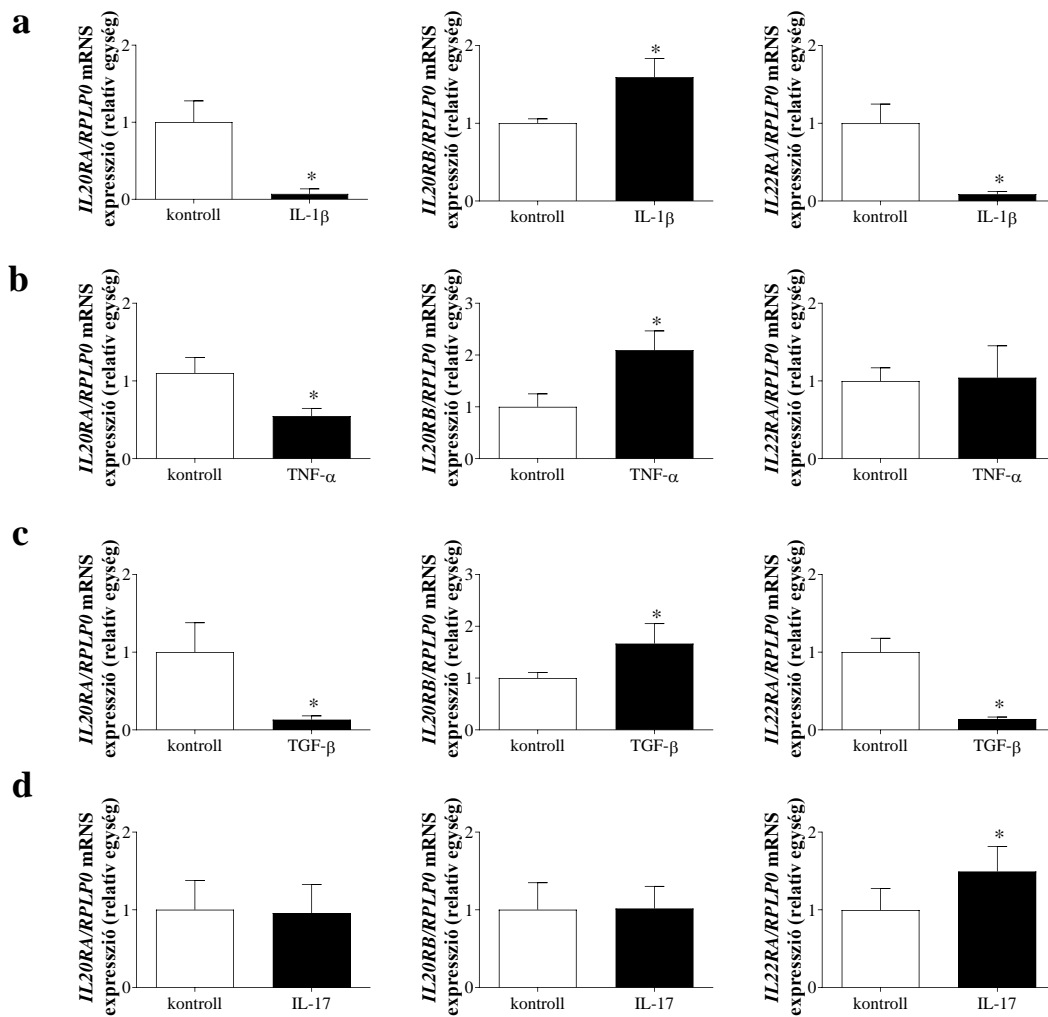 a
IL20RA/RPLP0 mRNS
expresszió (relatív egység)
2
1
0
*
kontroll
IL-1β
IL20RB/RPLP0 mRNS
expresszió (relatív egység)
2
1
0
*
kontroll
IL-1β
IL22RA/RPLP0 mRNS
expresszió (relatív egység)
2
1
0
*
kontroll
IL-1β
b
IL20RA/RPLP0 mRNS
expresszió (relatív egység)
2
1
0
*
kontroll
TNF-α
IL20RB/RPLP0 mRNS
expresszió (relatív egység)
3
2
1
0
*
kontroll
TNF-α
IL22RA/RPLP0 mRNS
expresszió (relatív egység)
2
1
0
kontroll
TNF-α
c
IL20RA/RPLP0 mRNS
expresszió (relatív egység)
2
1
0
*
kontroll
TGF-β
IL20RB/RPLP0 mRNS
expresszió (relatív egység)
3
2
1
0
*
kontroll
TGF-β
IL22RA/RPLP0 mRNS
expresszió (relatív egység)
2
1
0
*
kontroll
TGF-β
d
IL20RA/RPLP0 mRNS
expresszió (relatív egység)
2
1
0
kontroll
IL-17
IL20RB/RPLP0 mRNS
expresszió (relatív egység)
2
1
0
kontroll
IL-17
IL22RA/RPLP0 mRNS
expresszió (relatív egység)
2
1
0
*
kontroll
IL-17